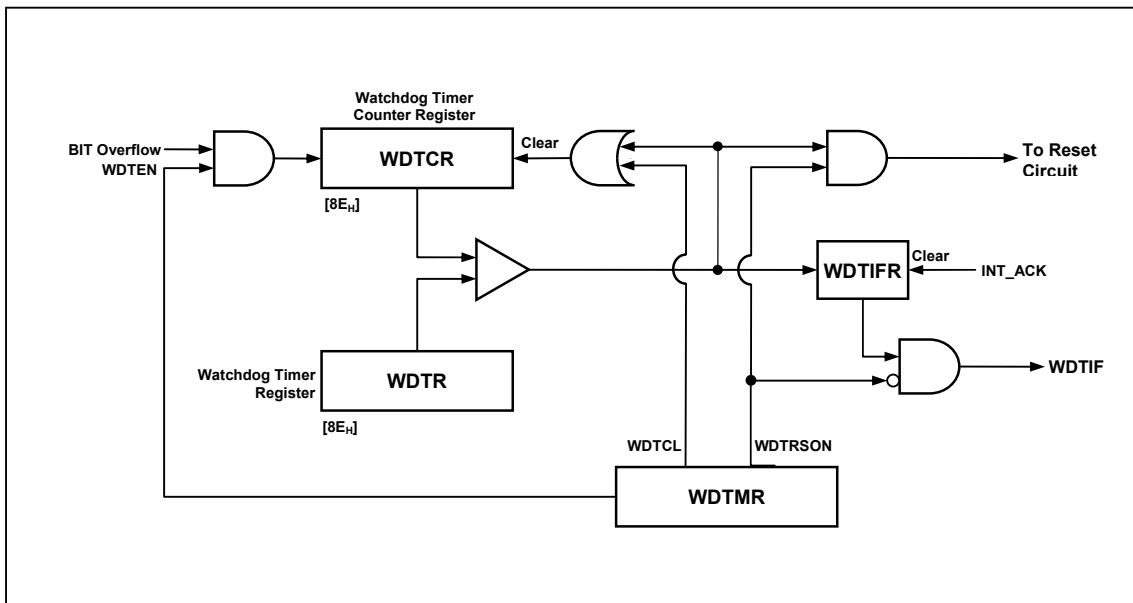 Watchdog Timer
Counter Register
BIT Overflow
WDTEN
WDTCR
Clear
To Reset
Circuit
[8EH]
WDTIFR
Clear
INT_ACK
Watchdog Timer
Register
WDTR
WDTIF
[8EH]
WDTCL
WDTRSON
WDTMR